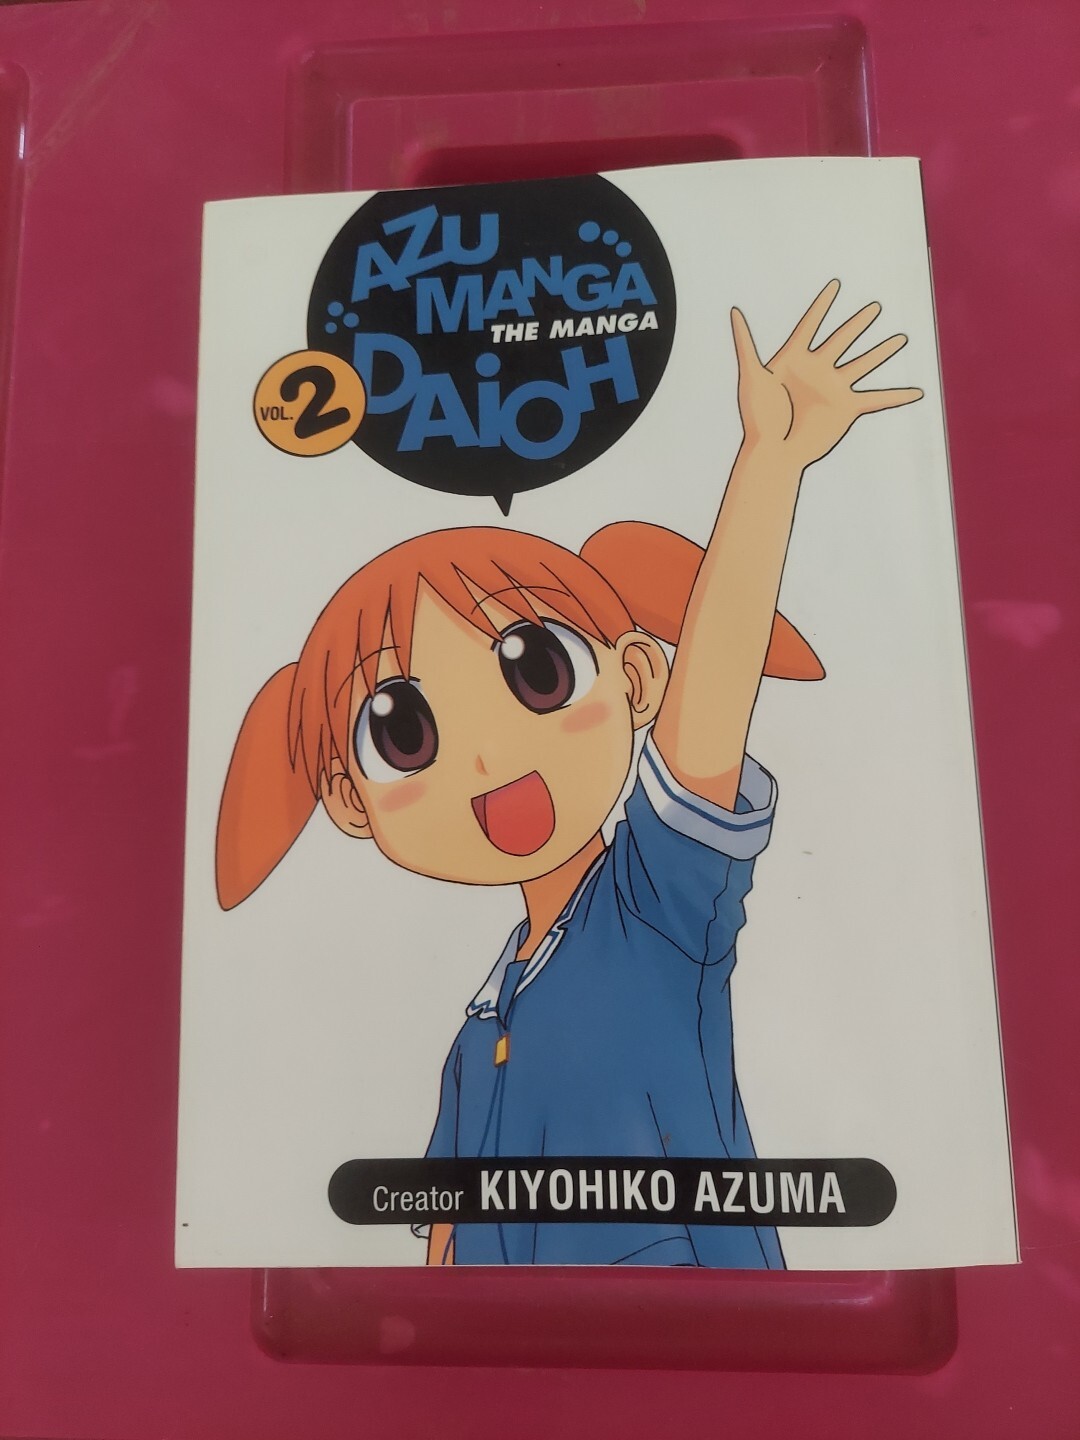 AZU
MANGA
THE MANGA
DAiOH
VOL. 2
Creator KIYOHIKO AZUMA